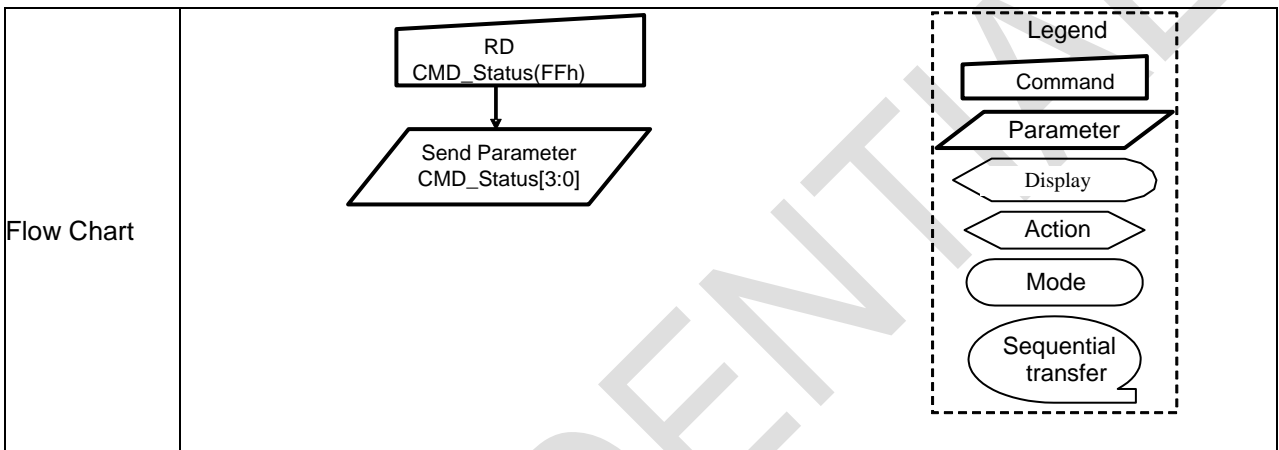 Flow Chart
RD
CMD_Status(FFh)
Send Parameter
CMD_Status[3:0]
Legend
Command
Parameter
Display
Action
Mode
Sequential
transfer